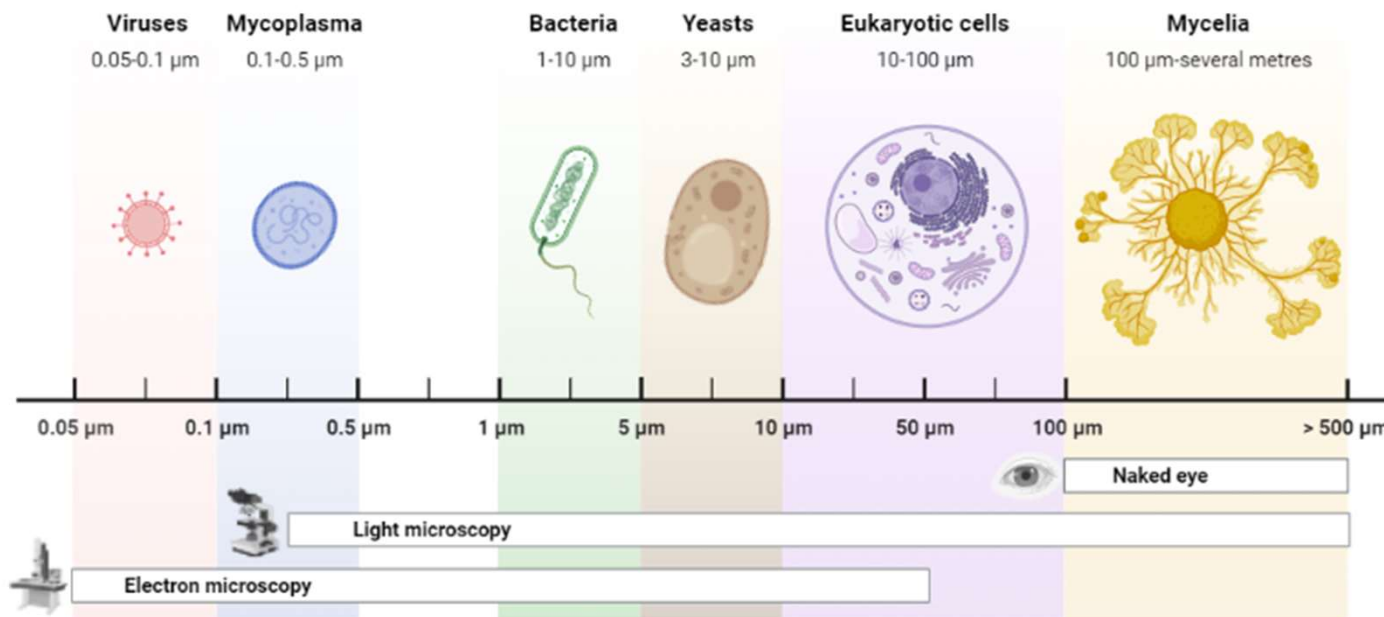 Viruses
0.05-0.1 μm
Mycoplasma
0.1-0.5 μm
Bacteria
1-10 μm
Yeasts
3-10 μm
Eukaryotic cells
10-100 μm
Mycelia
100 μm-several metres
0.05 μm
0.1 μm
0.5 μm
1 μm
5 μm
10 μm
50 μm
100 μm
> 500 μm
Naked eye
Light microscopy
Electron microscopy